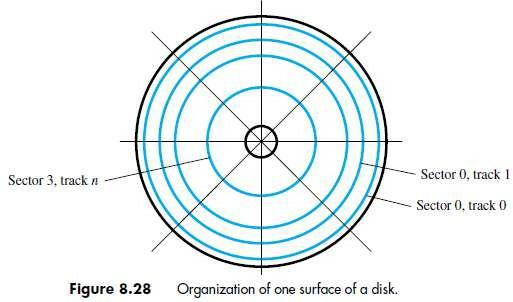 Sector 3, track n
Sector 0, track 1
Sector 0, track 0
Figure 8.28 Organization of one surface of a disk.